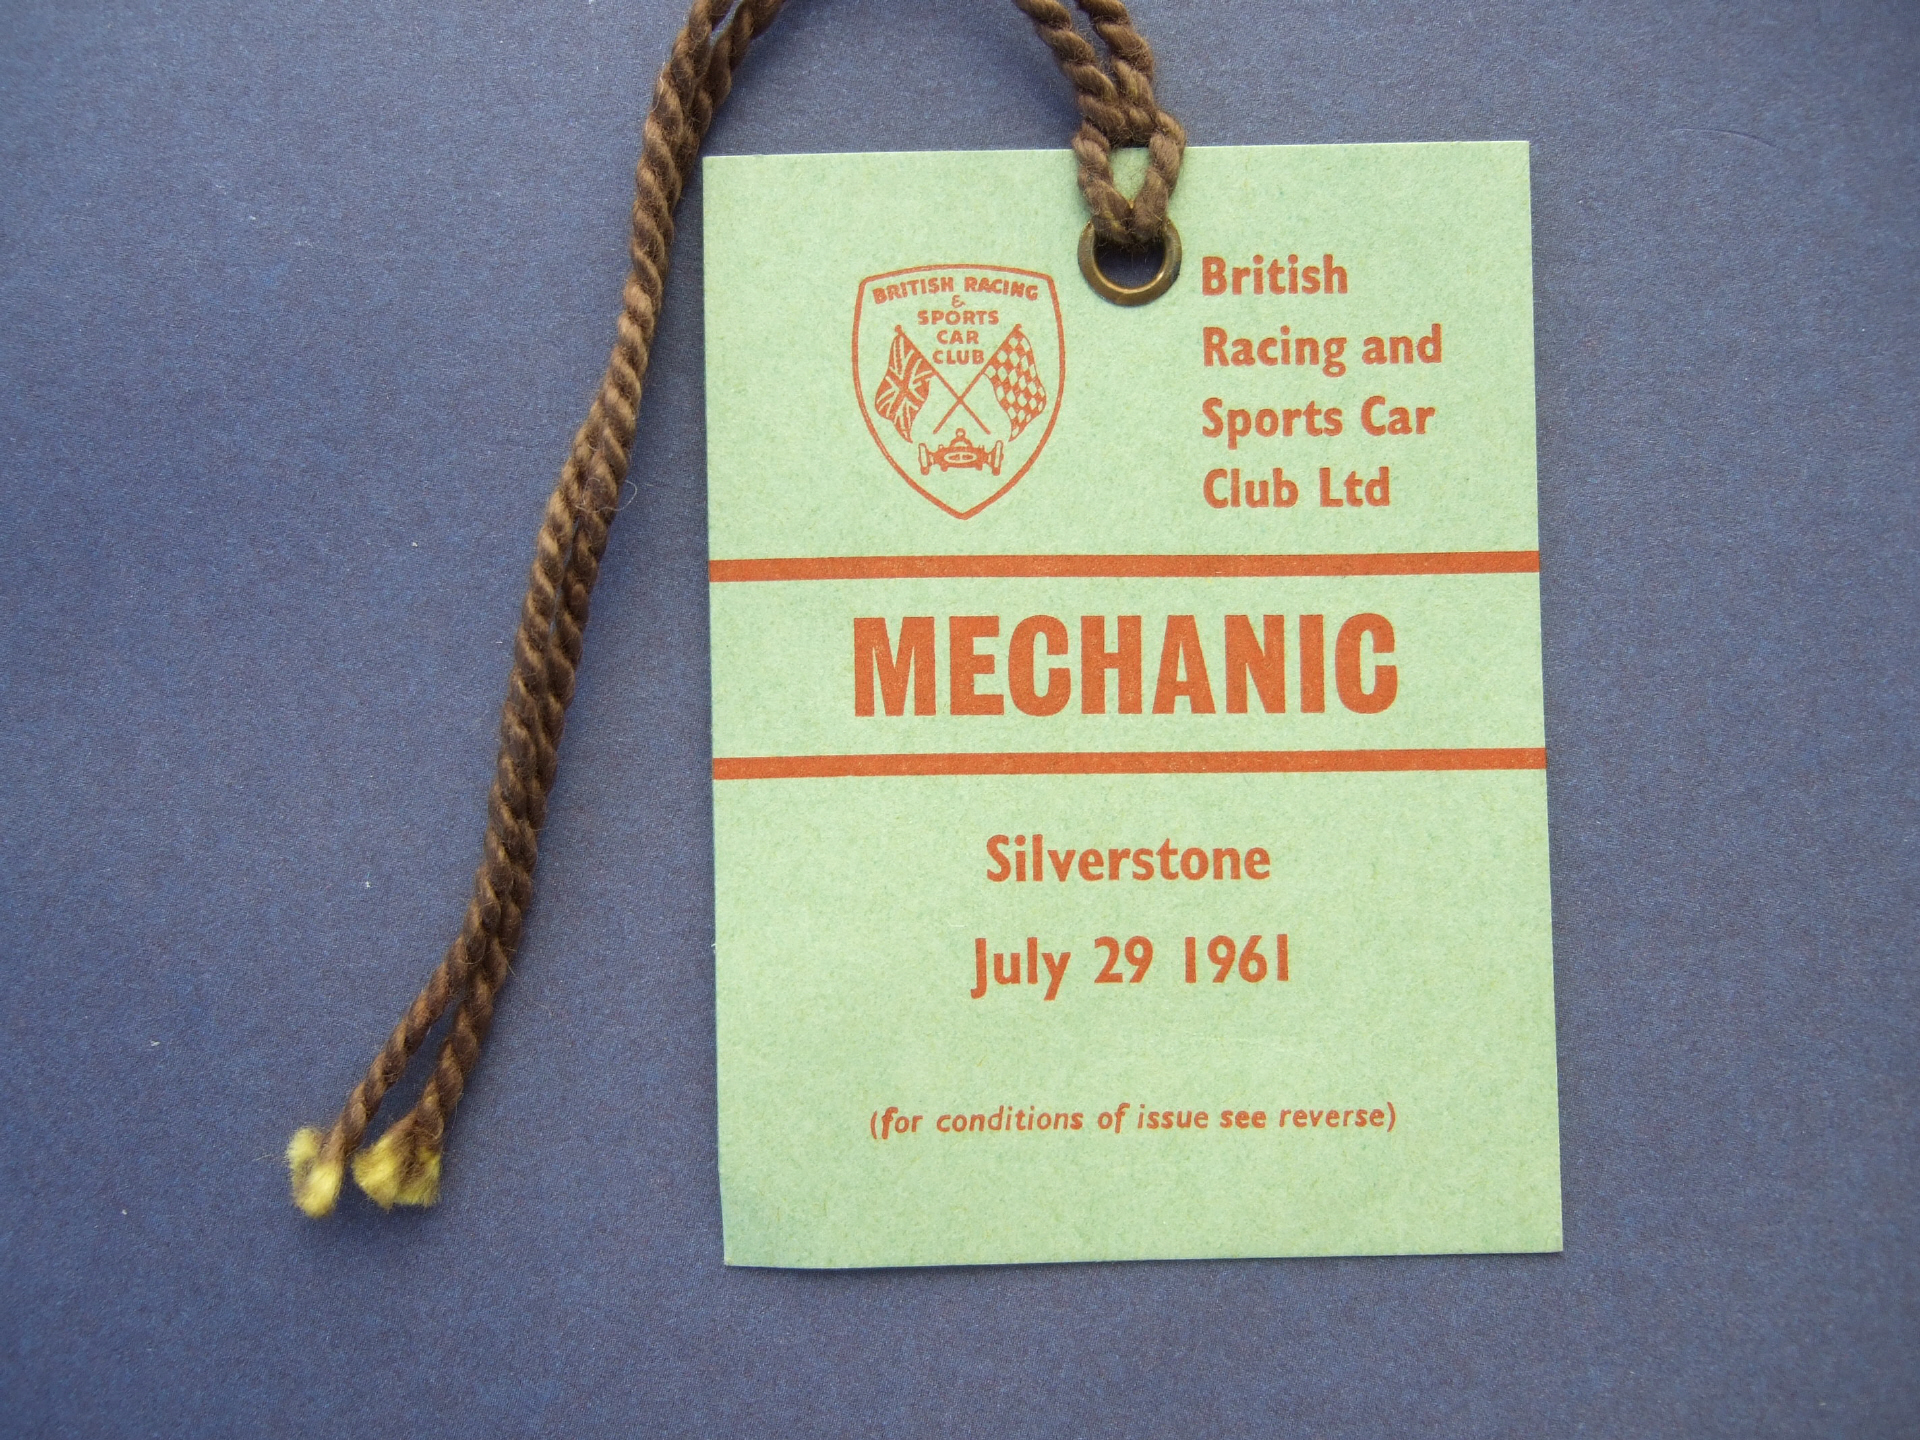 BRITISH RACING
&
SPORTS
CAR
CLUB
British
Racing and
Sports Car
Club Ltd
MECHANIC
Silverstone
July 29 1961
(for conditions of issue see reverse)